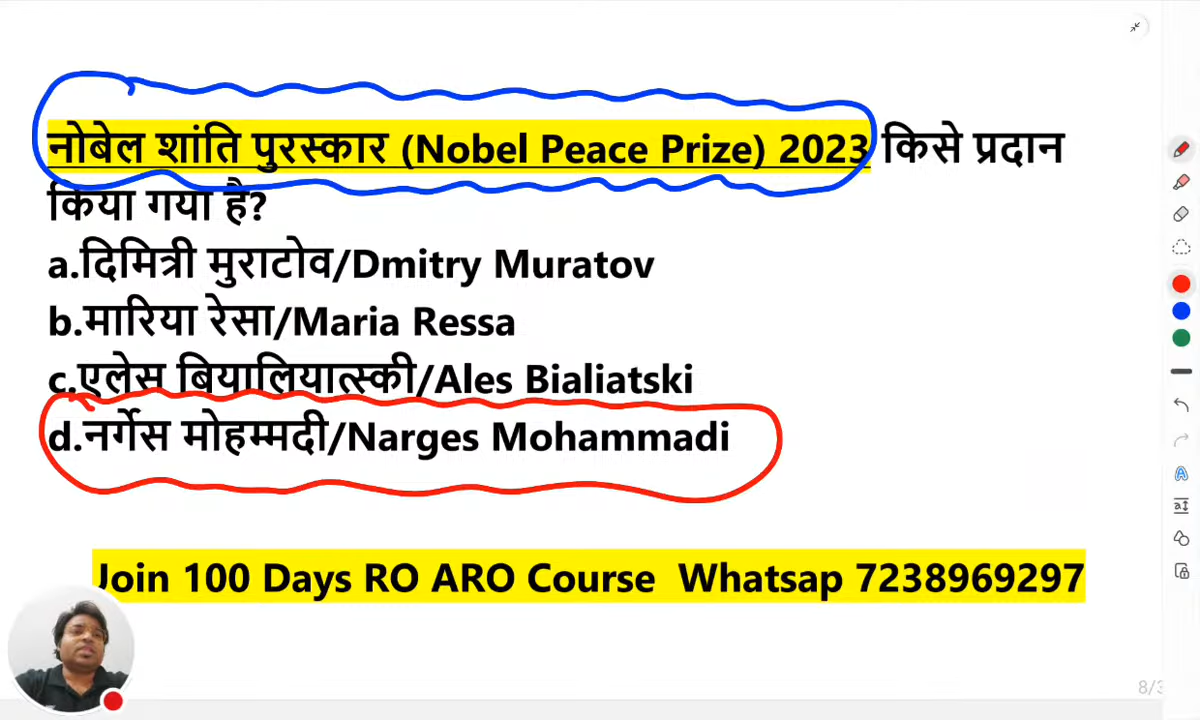 नोबेल शांति पुरस्कार (Nobel Peace Prize) 2023 किसे प्रदान
किया गया है?
a.दिमित्री मुराटोव/Dmitry Muratov
b.मारिया रेसा/Maria Ressa
c.एलेस बियालियात्स्की/Ales Bialiatski
d.नर्गेस मोहम्मदी/Narges Mohammadi
Join 100 Days RO ARO Course Whatsap 7238969297